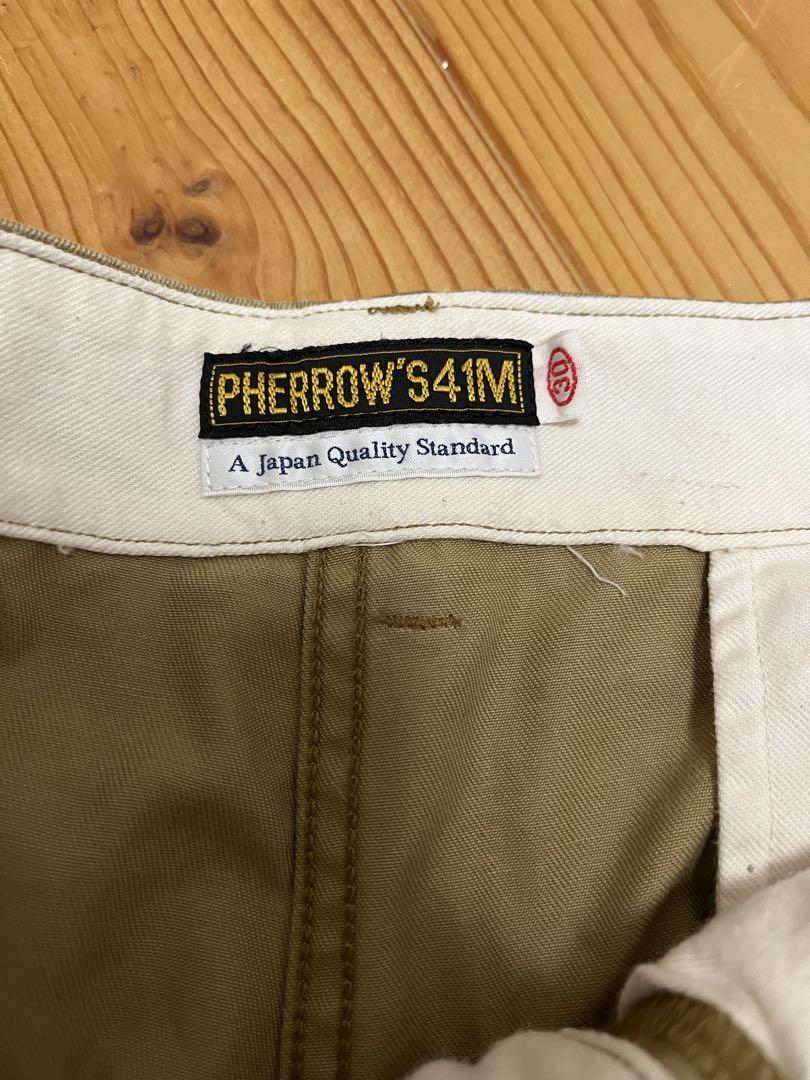 PHERROW'S41M
30
A Japan Quality Standard